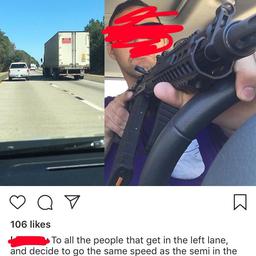 106 likes
To all the people that get in the left lane,
and decide to go the same speed as the semi in the